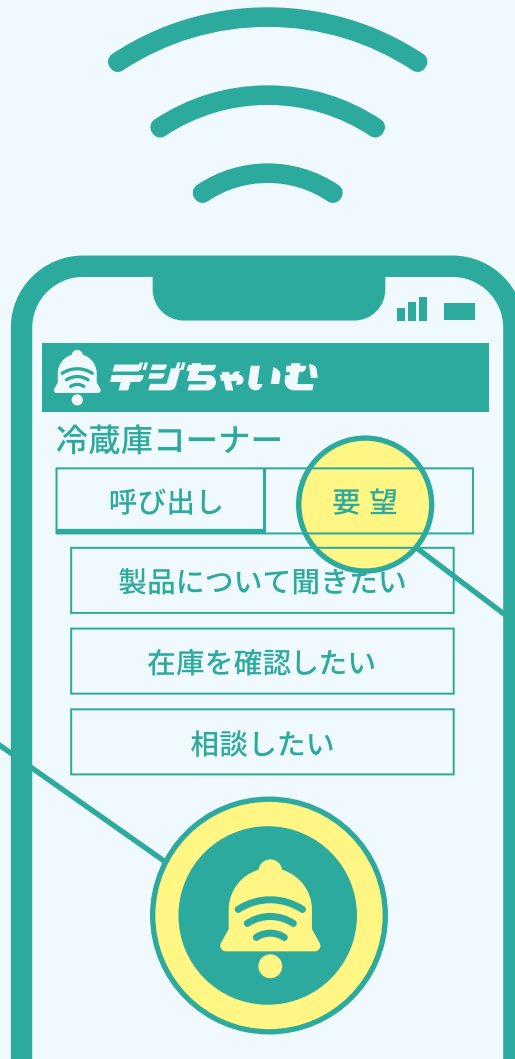 デジちゃいむ
冷蔵庫コーナー
呼び出し 要望
製品について聞きたい
在庫を確認したい
相談したい